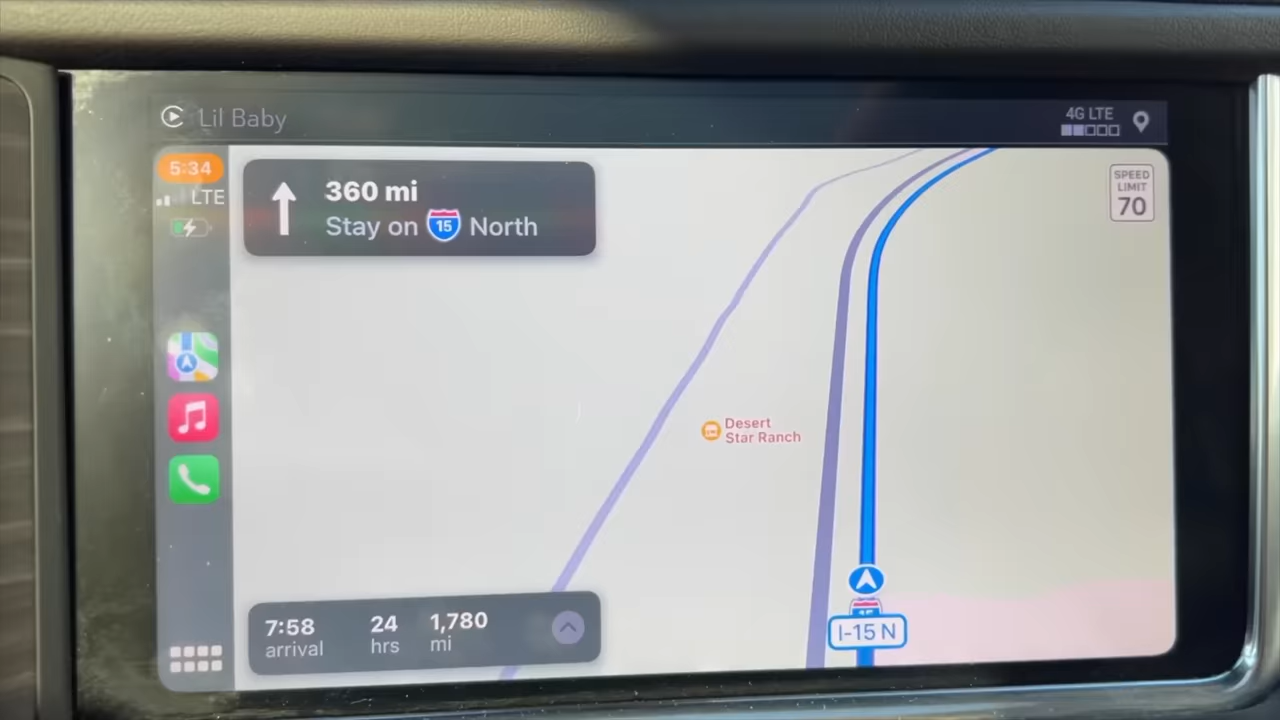 Lil Baby
4G LTE
5:34
LTE
360 mi
Stay on 15 North
SPEED
LIMIT
70
Desert
Star Ranch
15
I-15 N
7:58
arrival
24
hrs
1,780
mi